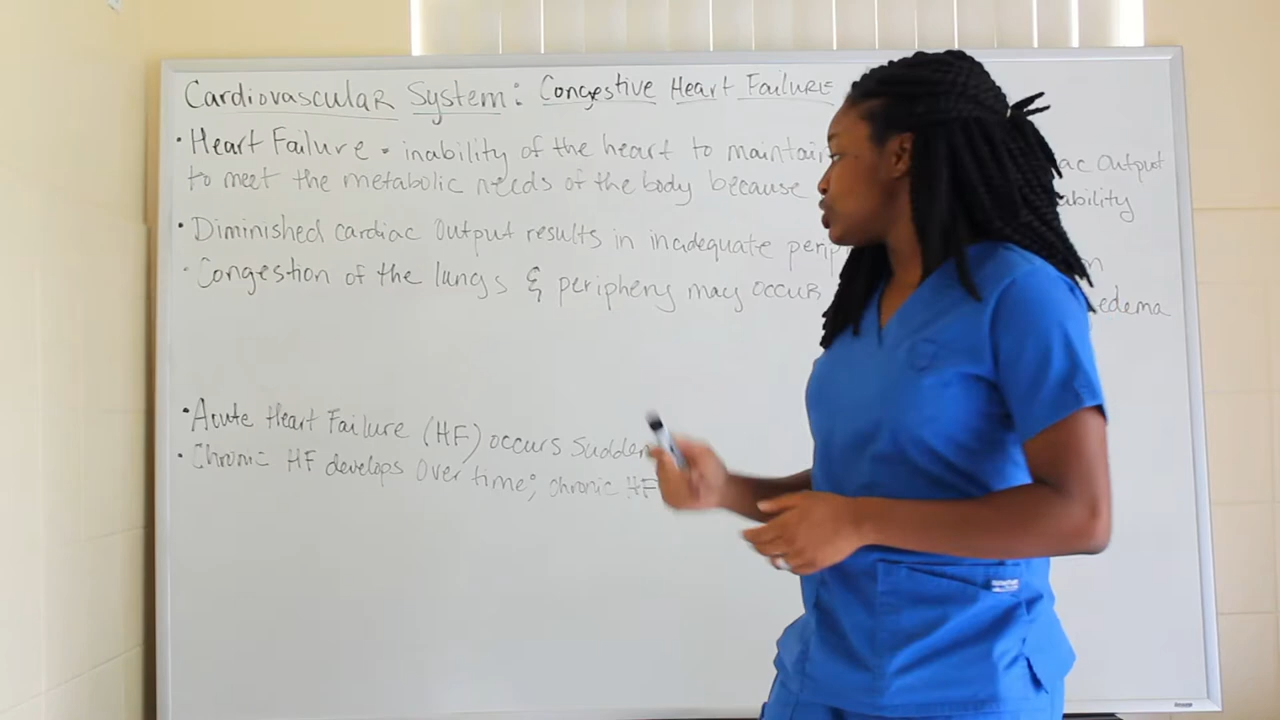 Cardiovascular System: Congestive Heart Failure
• Heart Failure = inability of the heart to maintain ac Output
to meet the metabolic needs of the body because ability
• Diminished cardiac Output results in inadequate perip n
• Congestion of the lungs & periphery may occur edema
• Acute Heart Failure (HF) occurs Sudden
• Chronic HF develops Over time; chronic HF